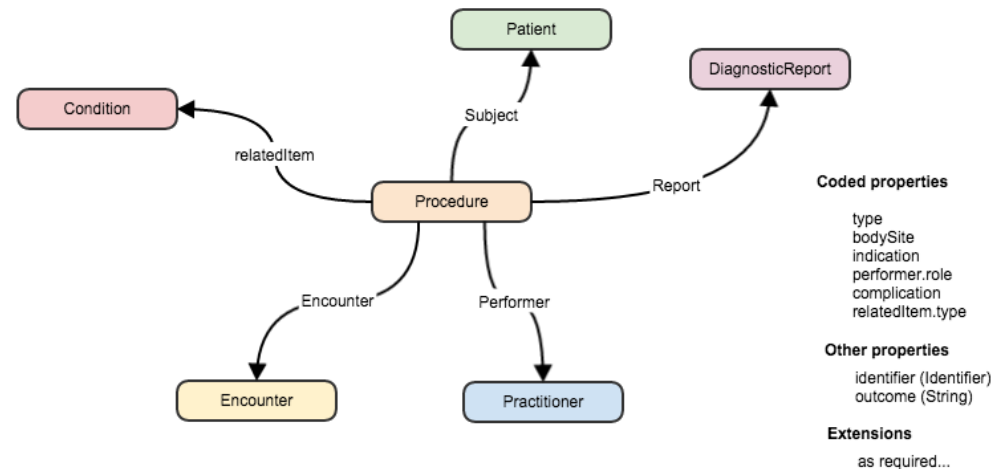 Patient
DiagnosticReport
Condition
Subject
relatedItem
Report
Procedure
Encounter
Performer
Encounter
Practitioner
Coded properties
type
bodySite
indication
performer.role
complication
relatedItem.type
Other properties
identifier (Identifier)
outcome (String)
Extensions
as required...